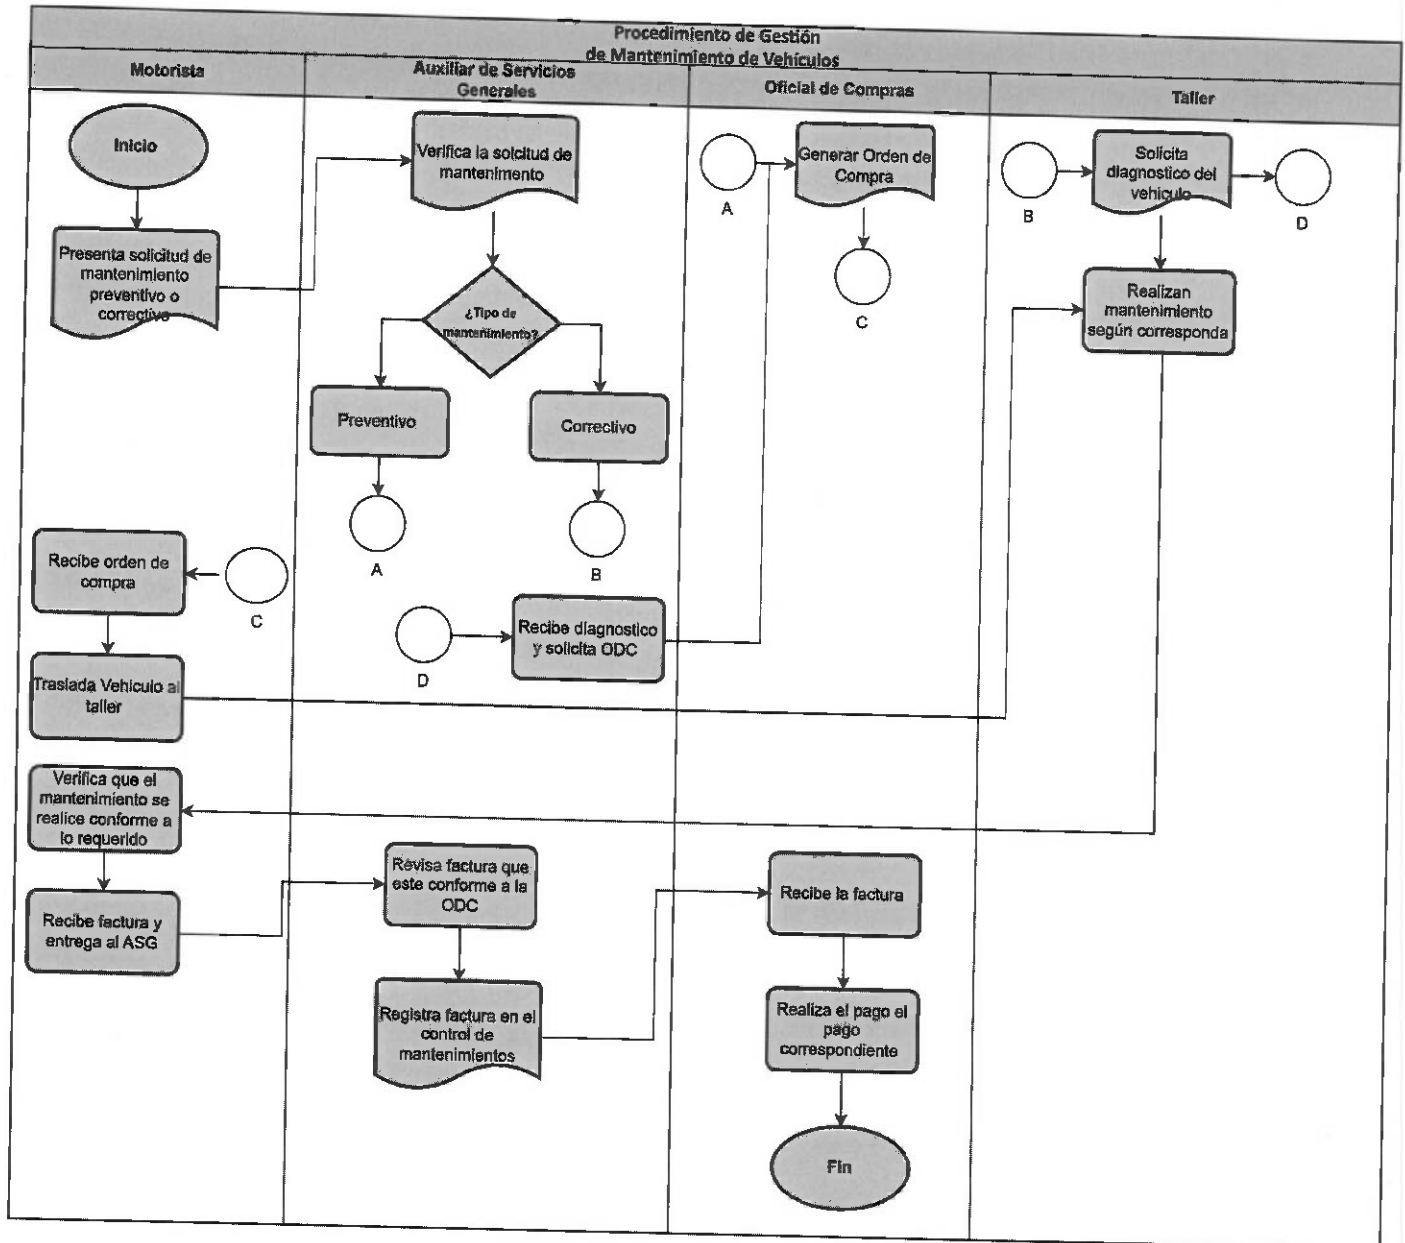 Procedimiento de Gestión
de Mantenimiento de Vehículos
Motorista
Auxiliar de Servicios
Generales
Oficial de Compras
Taller
Inicio
Presenta solicitud de
mantenimiento
preventivo o
correctivo
Verifica la solcitud de
mantenimento
¿Tipo de
mantenimiento?
Preventivo
Correctivo
A
B
A
Generar Orden de
Compra
C
B
Solicita
diagnostico del
vehiculo
D
Realizan
mantenimiento
según corresponda
Recibe orden de
compra
C
D
Recibe diagnostico
y solicita ODC
Traslada Vehiculo al
taller
Verifica que el
mantenimiento se
realice conforme a
lo requerido
Recibe factura y
entrega al ASG
Revisa factura que
este conforme a la
ODC
Registra factura en el
control de
mantenimientos
Recibe la factura
Realiza el pago el
pago
correspondiente
Fin